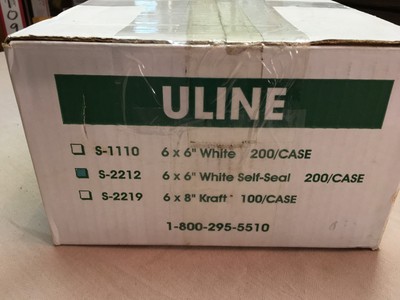 ULINE
S-1110 6 x 6" White 200/CASE
S-2212 6 x 6" White Self-Seal 200/CASE
S-2219 6 x 8" Kraft 100/CASE
1-800-295-5510